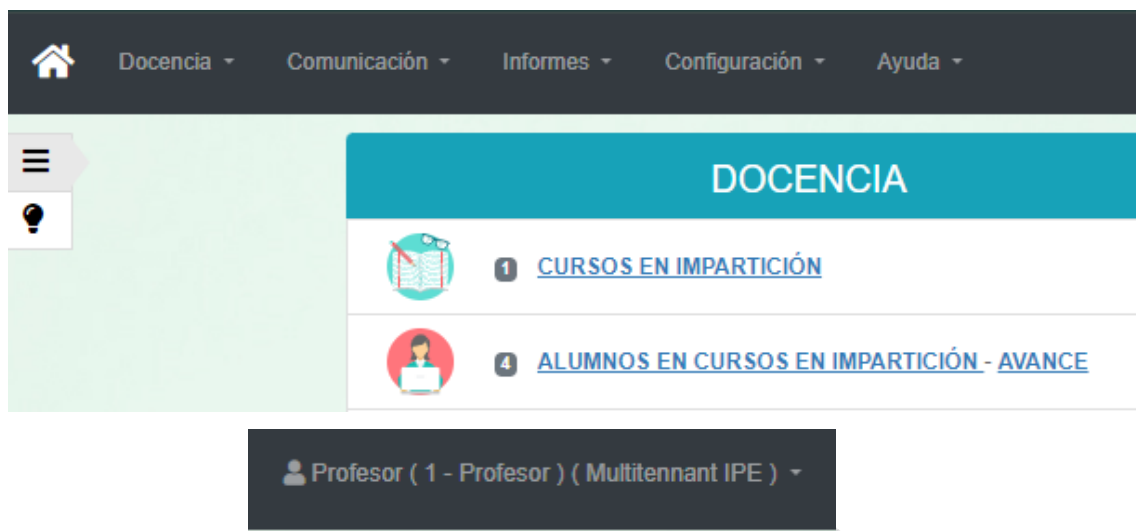 Docencia Comunicación Informes Configuración Ayuda
DOCENCIA
1 CURSOS EN IMPARTICIÓN
4 ALUMNOS EN CURSOS EN IMPARTICIÓN - AVANCE
Profesor ( 1 - Profesor ) ( Multitennant IPE )